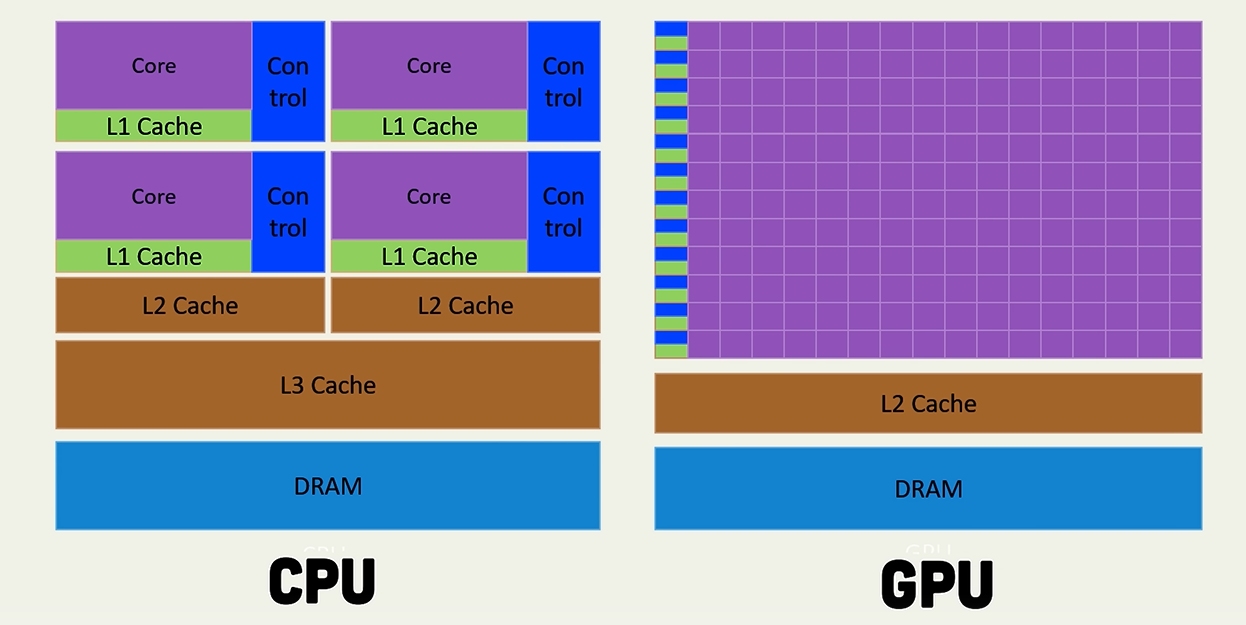 Core
Con
trol
L1 Cache
Core
Con
trol
L1 Cache
Core
Con
trol
L1 Cache
Core
Con
trol
L1 Cache
L2 Cache
L2 Cache
L3 Cache
DRAM
CPU
L2 Cache
DRAM
GPU